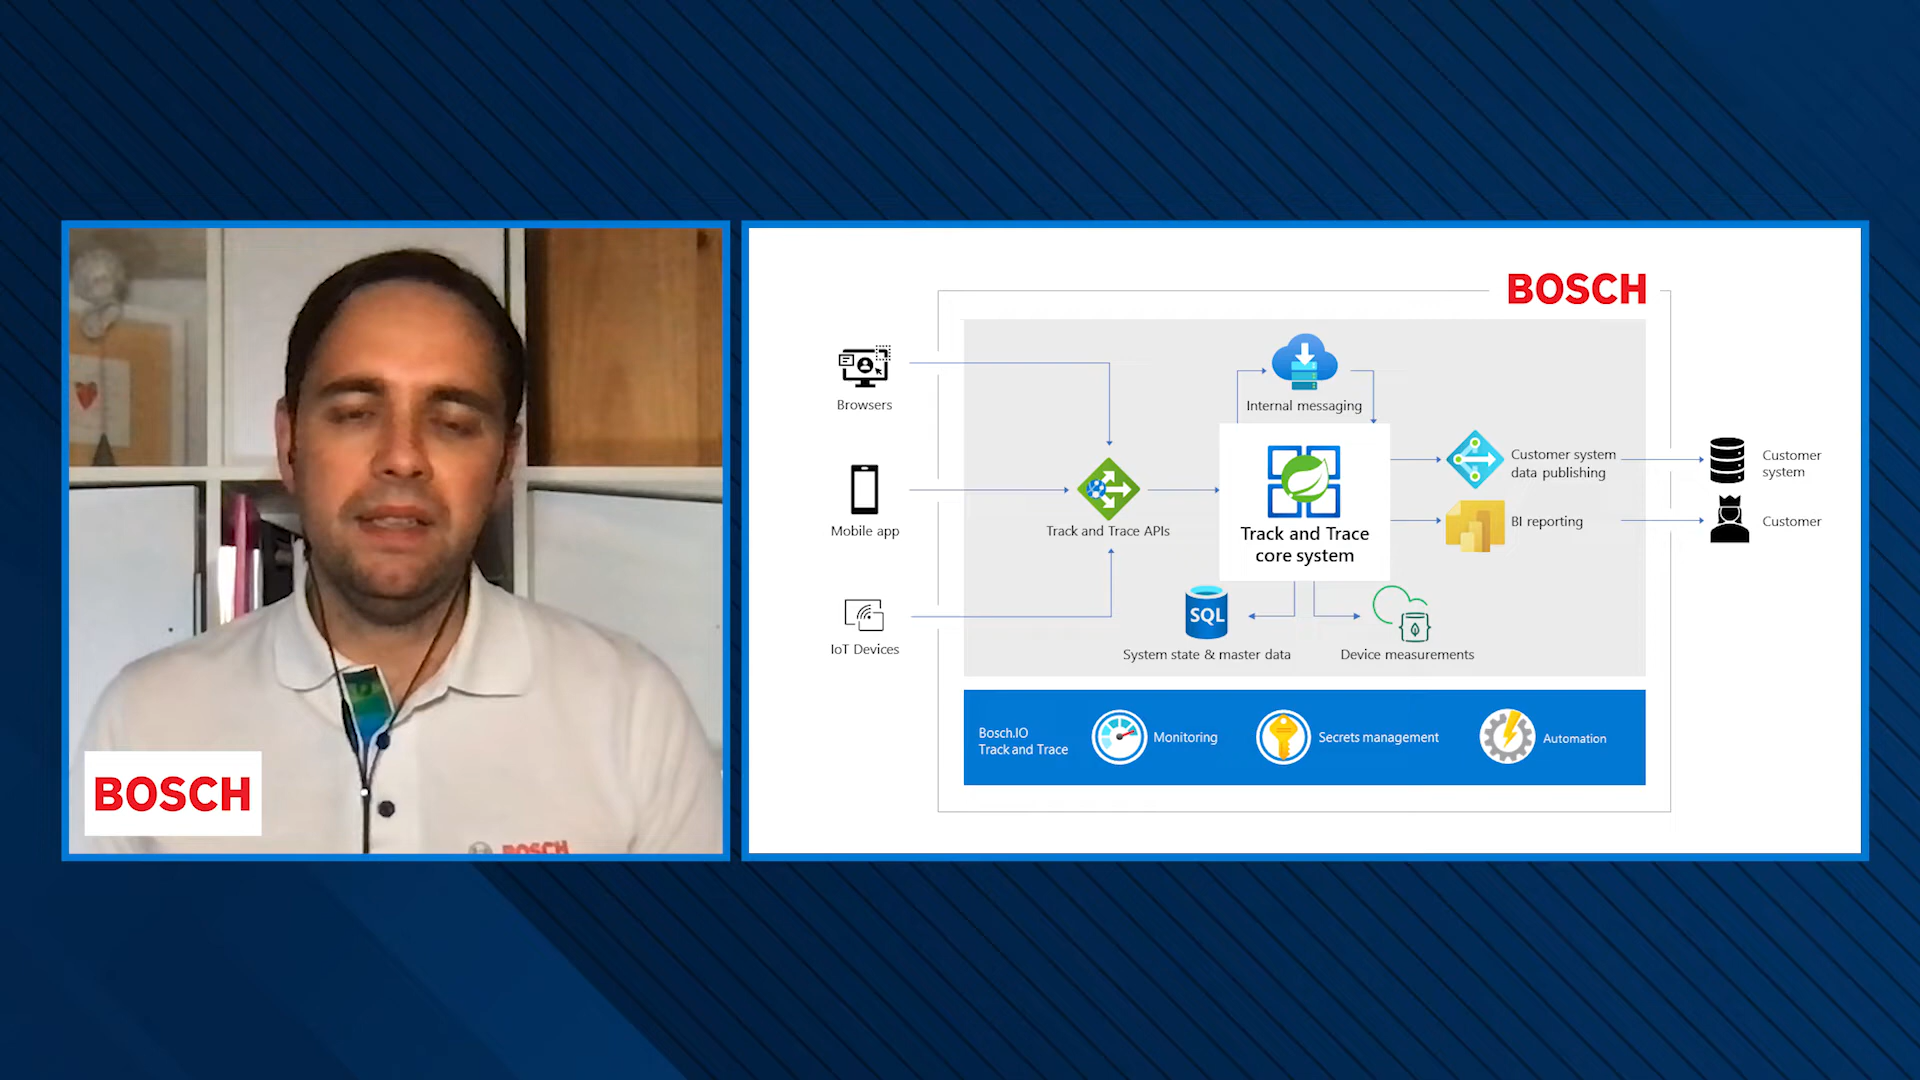 BOSCH
BOSCH
BOSCH
Browsers
Mobile app
IoT Devices
Track and Trace APIs
Internal messaging
Track and Trace
core system
Customer system
data publishing
BI reporting
Customer
system
Customer
SQL
System state & master data
Device measurements
Bosch.IO
Track and Trace
Monitoring
Secrets management
Automation